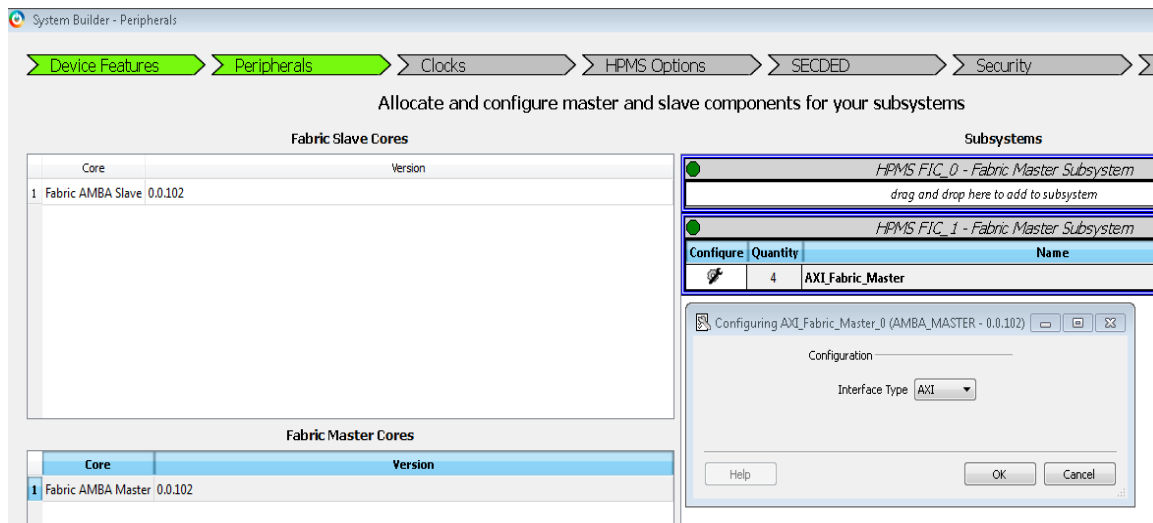 System Builder - Peripherals
Device Features Peripherals Clocks HPMS Options SECDED Security
Allocate and configure master and slave components for your subsystems
Fabric Slave Cores
Core Version
1 Fabric AMBA Slave 0.0.102
Fabric Master Cores
Core Version
1 Fabric AMBA Master 0.0.102
Subsystems
HPMS FIC_0 - Fabric Master Subsystem
drag and drop here to add to subsystem
HPMS FIC_1 - Fabric Master Subsystem
Configure Quantity Name
4 AXI_Fabric_Master
Configuring AXI_Fabric_Master_0 (AMBA_MASTER - 0.0.102)
Configuration
Interface Type AXI
Help OK Cancel